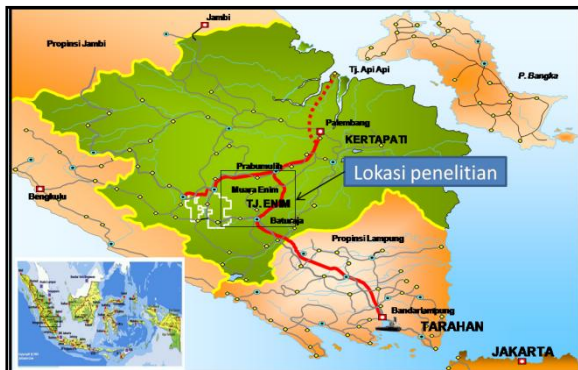 Jambi
Propinsi Jambi
Tj. Api Api
P. Bangka
Palembang
KERTAPATI
Prabumulih
Lokasi penelitian
Muara Enim
Bengkulu
TJ. ENIM
Baturaja
Propinsi Lampung
Bandarlampung
TARAHAN
JAKARTA